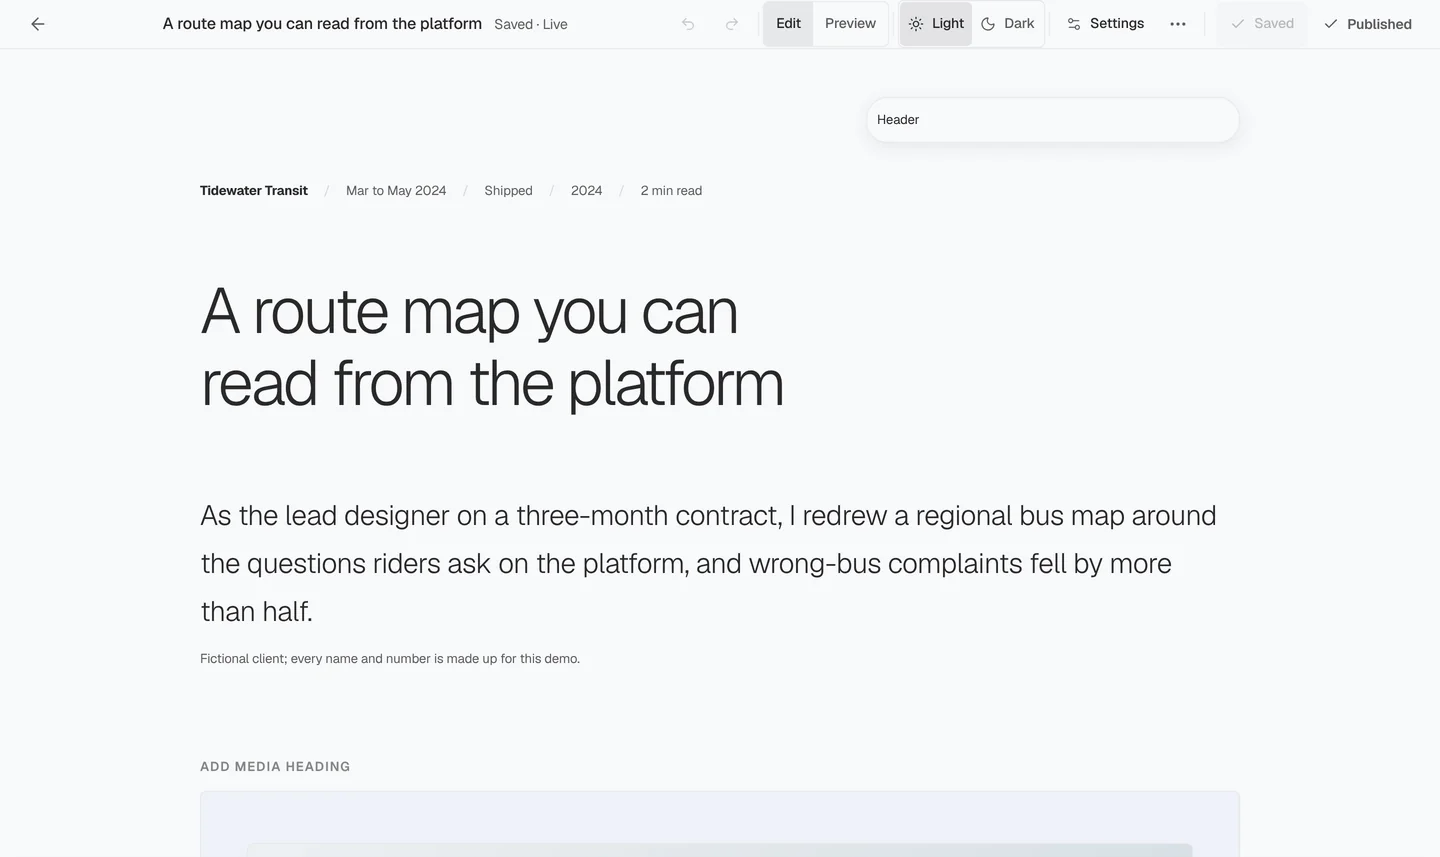 A route map you can read from the platform Saved · Live Edit Preview Light Dark Settings Saved Published
Header
Tidewater Transit / Mar to May 2024 / Shipped / 2024 / 2 min read
A route map you can
read from the platform
As the lead designer on a three-month contract, I redrew a regional bus map around
the questions riders ask on the platform, and wrong-bus complaints fell by more
than half.
Fictional client; every name and number is made up for this demo.
ADD MEDIA HEADING